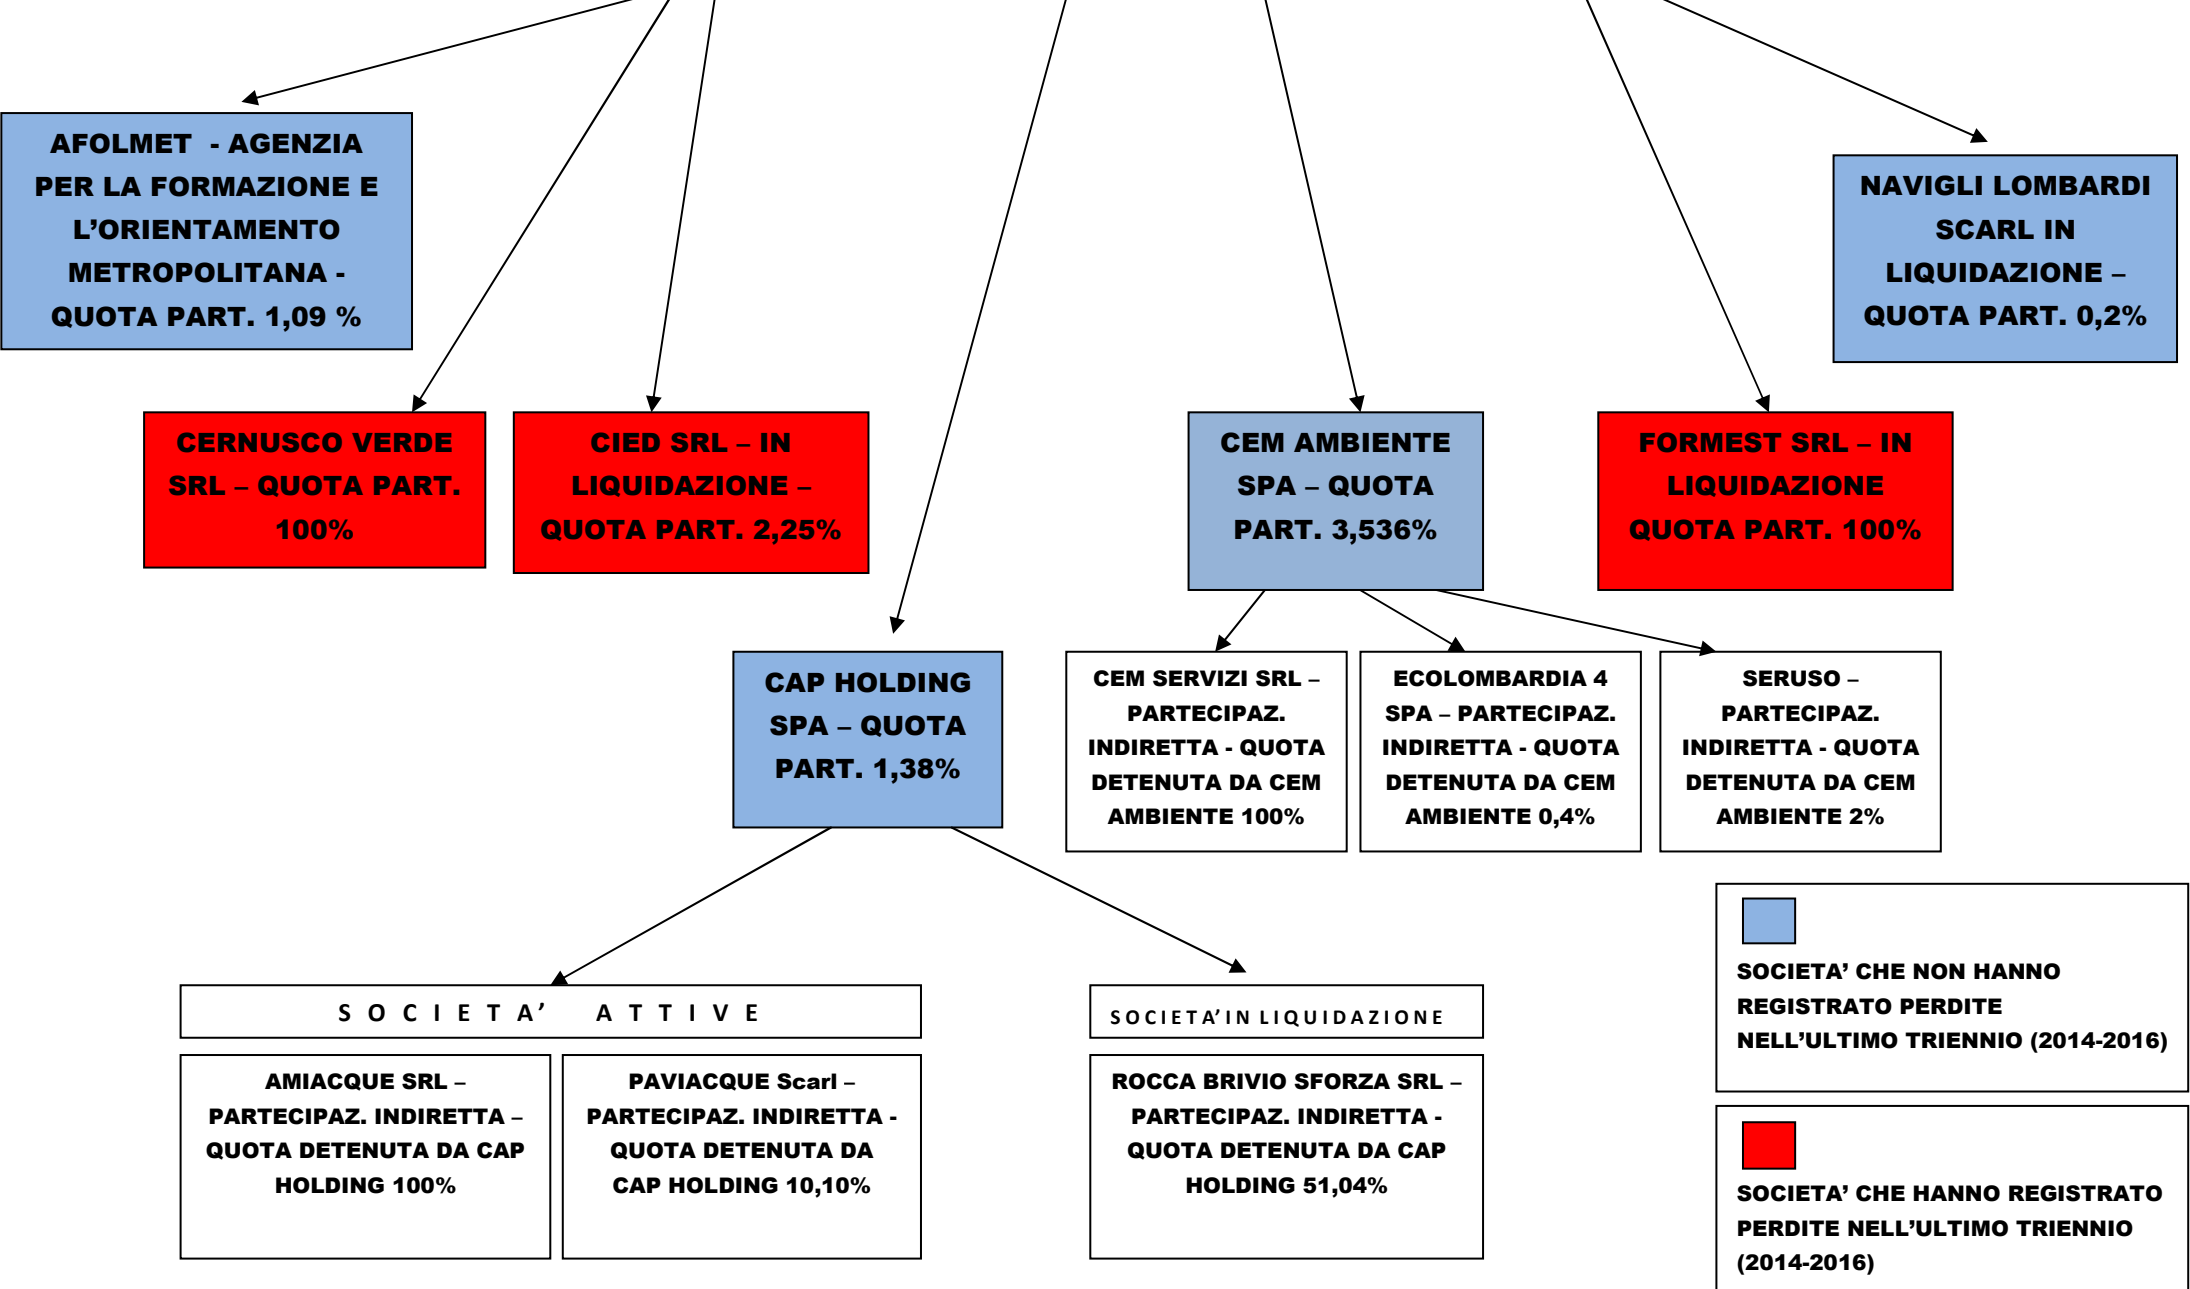 AFOLMET - AGENZIA
PER LA FORMAZIONE E
L’ORIENTAMENTO
METROPOLITANA -
QUOTA PART. 1,09 %
NAVIGLI LOMBARDI
SCARL IN
LIQUIDAZIONE –
QUOTA PART. 0,2%
CERNUSCO VERDE
SRL – QUOTA PART.
100%
CIED SRL – IN
LIQUIDAZIONE –
QUOTA PART. 2,25%
CEM AMBIENTE
SPA – QUOTA
PART. 3,536%
FORMEST SRL – IN
LIQUIDAZIONE
QUOTA PART. 100%
CAP HOLDING
SPA – QUOTA
PART. 1,38%
CEM SERVIZI SRL –
PARTECIPAZ.
INDIRETTA - QUOTA
DETENUTA DA CEM
AMBIENTE 100%
ECOLOMBARDIA 4
SPA – PARTECIPAZ.
INDIRETTA - QUOTA
DETENUTA DA CEM
AMBIENTE 0,4%
SERUSO –
PARTECIPAZ.
INDIRETTA - QUOTA
DETENUTA DA CEM
AMBIENTE 2%
SOCIETA’ ATTIVE
SOCIETA’ IN LIQUIDAZIONE
AMIACQUE SRL –
PARTECIPAZ. INDIRETTA –
QUOTA DETENUTA DA CAP
HOLDING 100%
PAVIACQUE Scarl –
PARTECIPAZ. INDIRETTA -
QUOTA DETENUTA DA
CAP HOLDING 10,10%
ROCCA BRIVIO SFORZA SRL –
PARTECIPAZ. INDIRETTA -
QUOTA DETENUTA DA CAP
HOLDING 51,04%
SOCIETA’ CHE NON HANNO
REGISTRATO PERDITE
NELL’ULTIMO TRIENNIO (2014-2016)
SOCIETA’ CHE HANNO REGISTRATO
PERDITE NELL’ULTIMO TRIENNIO
(2014-2016)